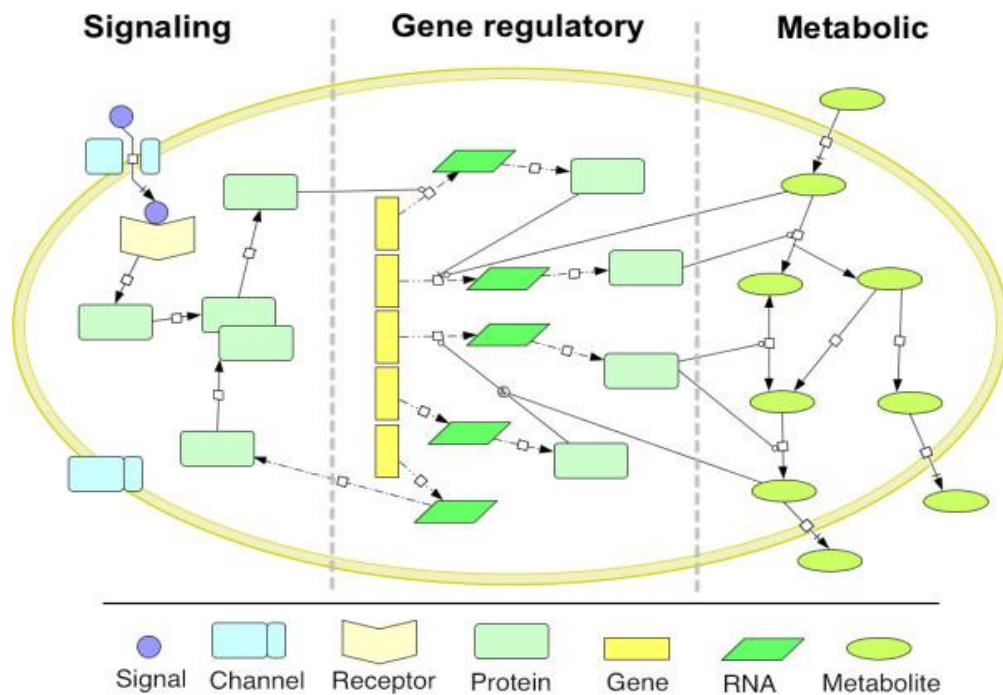 Signaling
Gene regulatory
Metabolic
Signal
Channel
Receptor
Protein
Gene
RNA
Metabolite